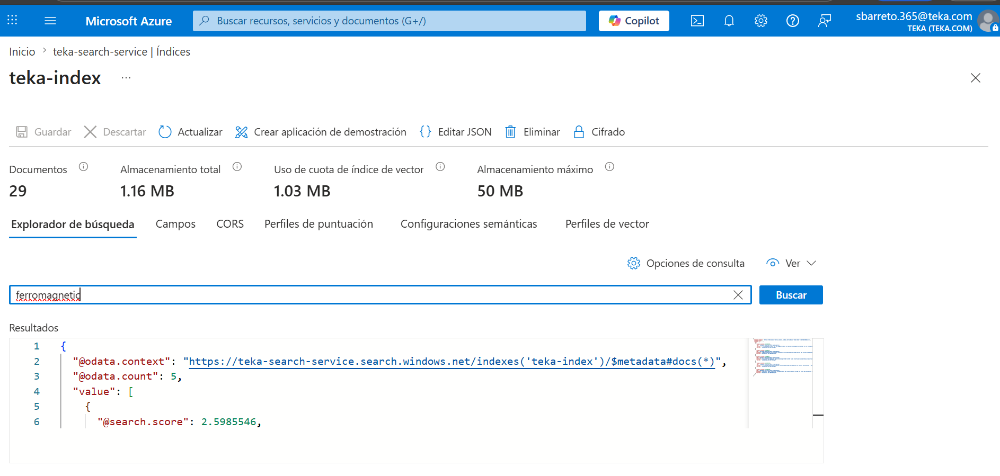 Microsoft Azure
Buscar recursos, servicios y documentos (G+/)
Copilot
sbarreto.365@teka.com
TEKA (TEKA.COM)
Inicio > teka-search-service | Índices
teka-index ...
Guardar Descartar Actualizar Crear aplicación de demostración {} Editar JSON Eliminar Cifrado
Documentos Almacenamiento total Uso de cuota de índice de vector Almacenamiento máximo
29 1.16 MB 1.03 MB 50 MB
Explorador de búsqueda Campos CORS Perfiles de puntuación Configuraciones semánticas Perfiles de vector
Opciones de consulta Ver
ferromagnetic Buscar
Resultados
1 {
2 "@odata.context": "https://teka-search-service.search.windows.net/indexes('teka-index')/$metadata#docs(*)",
3 "@odata.count": 5,
4 "value": [
5 {
6 "@search.score": 2.5985546,